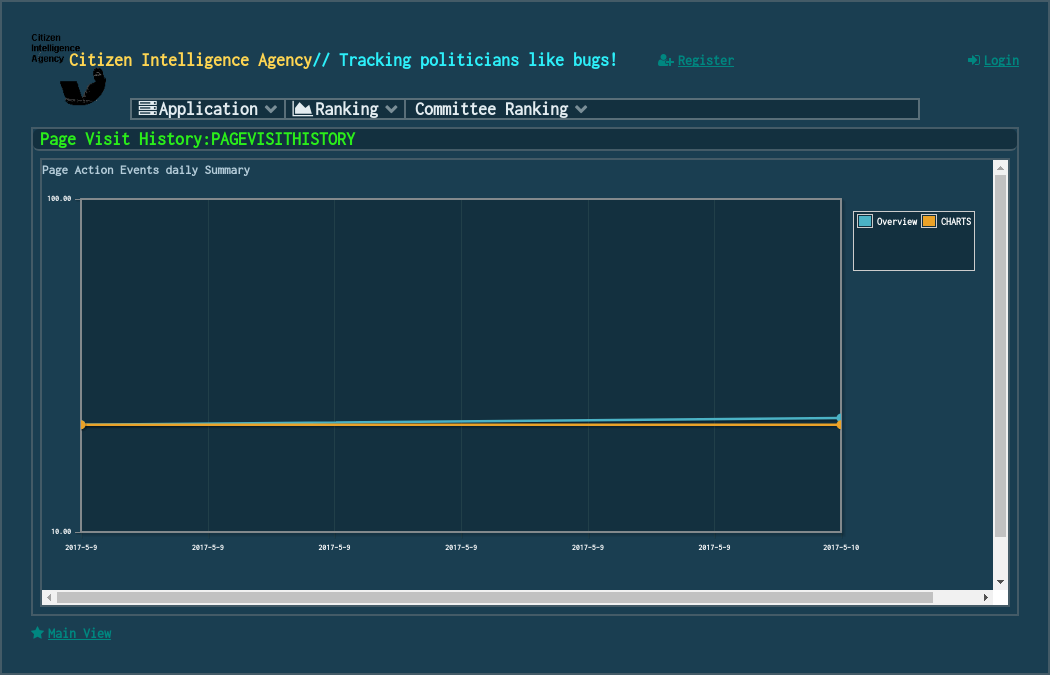 Citizen
Intelligence
Agency
Citizen Intelligence Agency// Tracking politicians like bugs!
Register
Login
Application
Ranking
Committee Ranking
Page Visit History:PAGEVISITHISTORY
Page Action Events daily Summary
100.00
Overview
CHARTS
10.00
2017-5-9 2017-5-9 2017-5-9 2017-5-9 2017-5-9 2017-5-9 2017-5-10
Main View